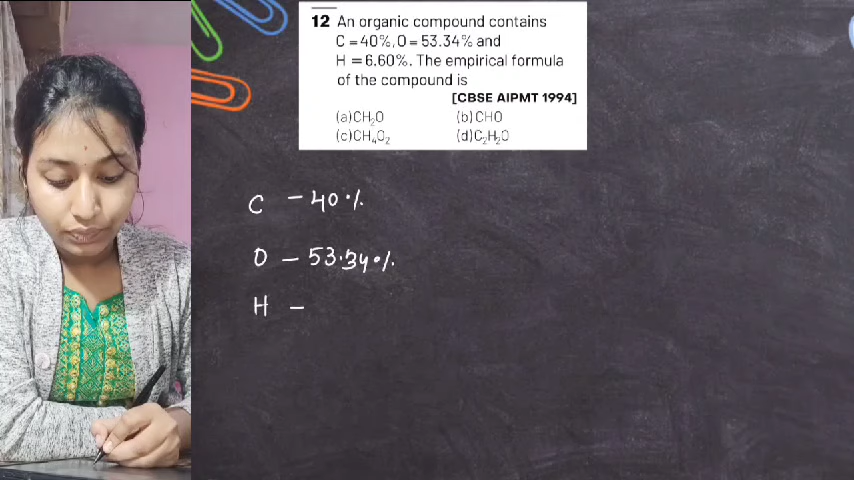 12 An organic compound contains
C = 40%, O = 53.34% and
H = 6.60%. The empirical formula
of the compound is
[CBSE AIPMT 1994]
(a) CH₂O (b) CHO
(c) CH₄O₂ (d) C₂H₂O
C - 40%
O - 53.34%
H -